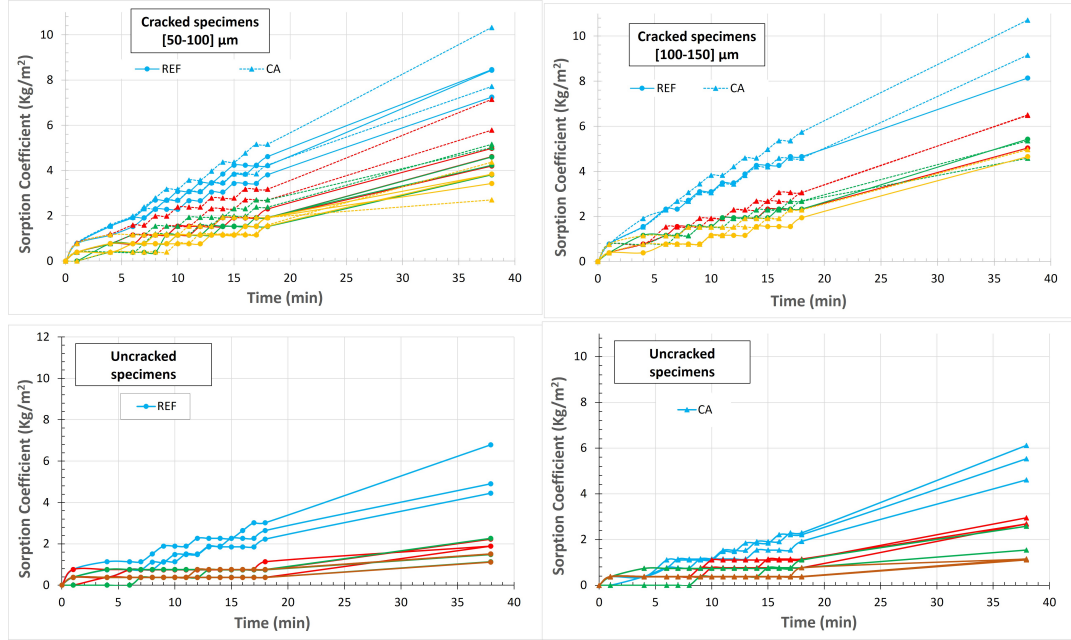 Cracked specimens
[50-100] µm
REF CA
Sorption Coefficient (Kg/m²)
10
8
6
4
2
0
0 5 10 15 20 25 30 35 40
Time (min)
Cracked specimens
[100-150] µm
REF CA
Sorption Coefficient (Kg/m²)
10
8
6
4
2
0
0 5 10 15 20 25 30 35 40
Time (min)
Uncracked
specimens
REF
Sorption Coefficient (Kg/m²)
12
10
8
6
4
2
0
0 5 10 15 20 25 30 35 40
Time (min)
Uncracked
specimens
CA
Sorption Coefficient (Kg/m²)
10
8
6
4
2
0
0 5 10 15 20 25 30 35 40
Time (min)